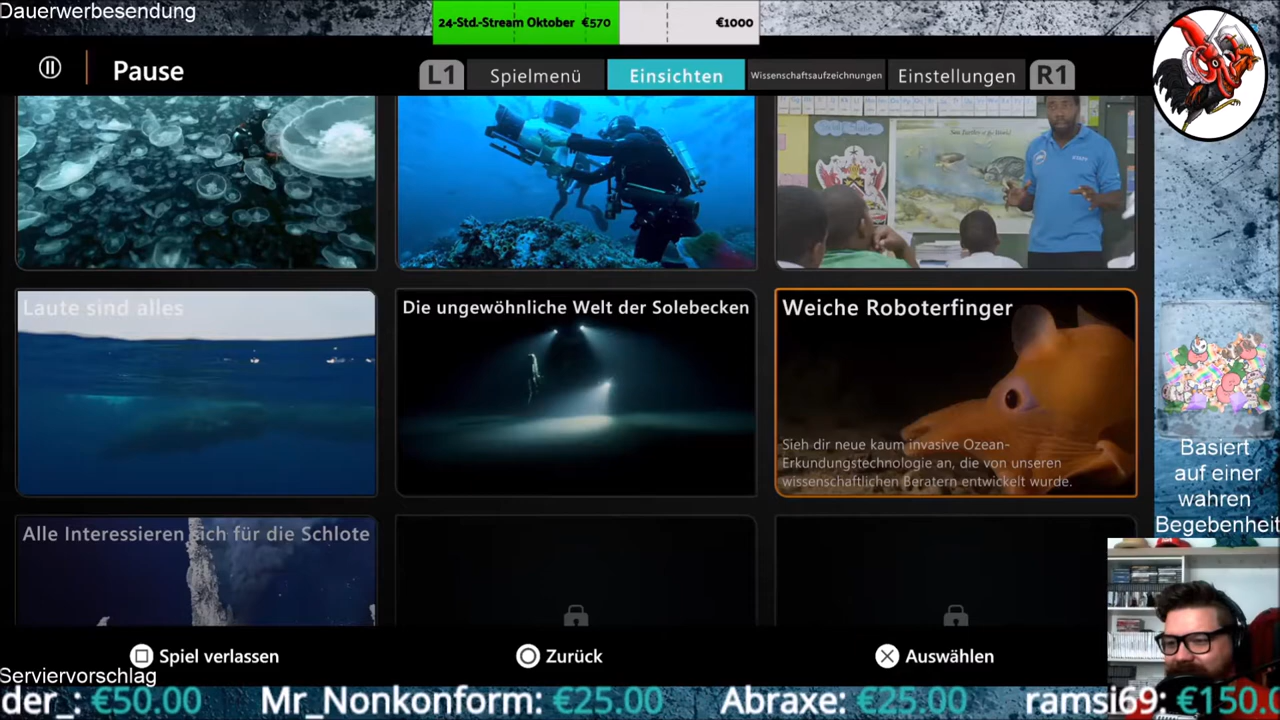 Dauerwerbesendung
24-Std.-Stream Oktober €570 €1000
Pause
L1 Spielmenü Einsichten Wissenschaftsaufzeichnungen Einstellungen R1
Laute sind alles
Die ungewöhnliche Welt der Solebecken
Weiche Roboterfinger
Sieh dir neue kaum invasive Ozean-
Erkundungstechnologie an, die von unseren
wissenschaftlichen Beratern entwickelt wurde.
Basiert
auf einer
wahren
Begebenheit
Alle Interessieren sich für die Schlote
Spiel verlassen Zurück Auswählen
Serviervorschlag
der_: €50.00 Mr_Nonkonform: €25.00 Abraxe: €25.00 ramsi69: €150.0